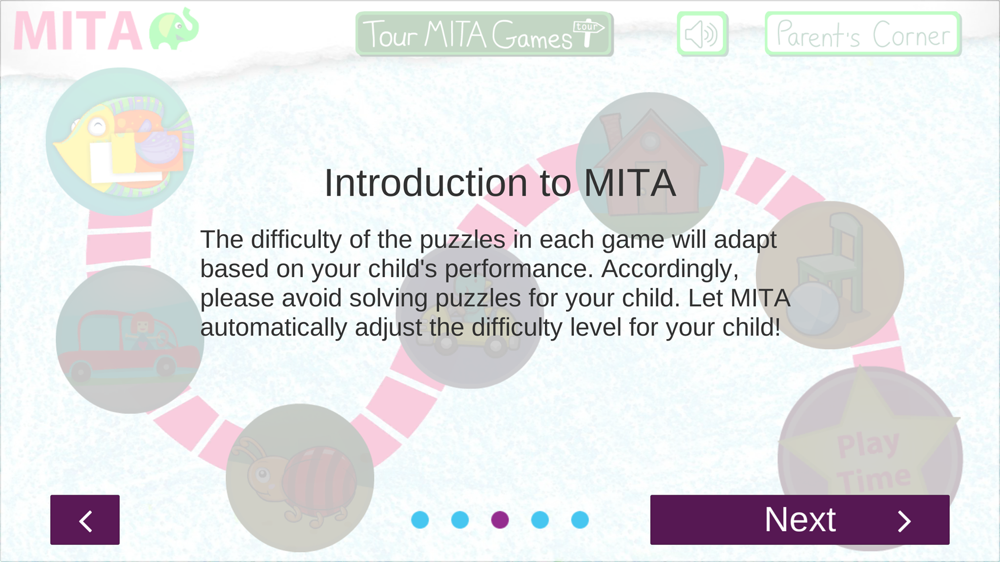 MITA
Tour MITA Games tour
Parent's Corner
Introduction to MITA
The difficulty of the puzzles in each game will adapt
based on your child's performance. Accordingly,
please avoid solving puzzles for your child. Let MITA
automatically adjust the difficulty level for your child!
Play
Time
Next